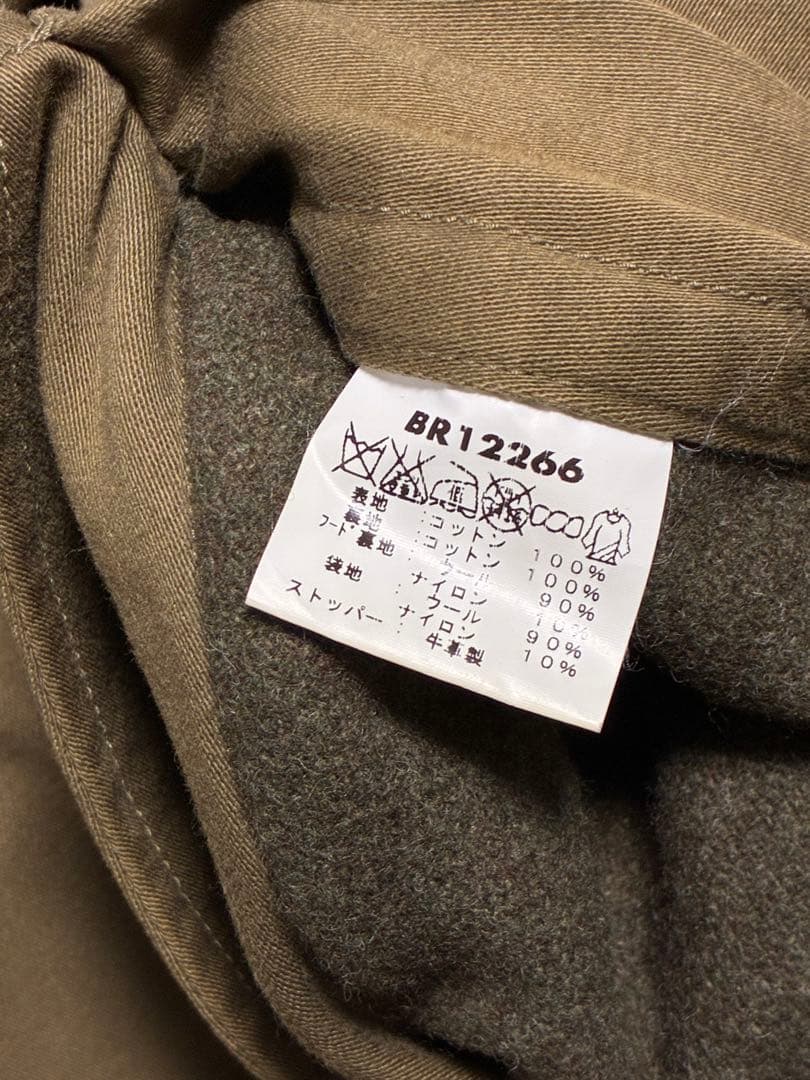 BR12266
低
表地 : コットン 100%
裏地 : コットン 100%
フード・裏地 : ウール 90%
ナイロン 10%
袋地 : ウール 90%
ナイロン 10%
ストッパー : 牛革製